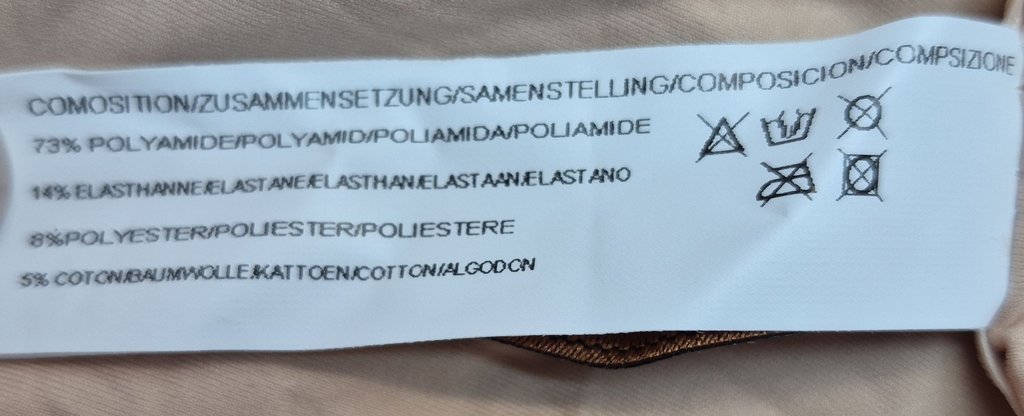 COMOSITION/ZUSAMMENSETZUNG/SAMENSTELLING/COMPOSICION/COMPSIZIONE
73% POLYAMIDE/POLYAMID/POLIAMIDA/POLIAMIDE
14% ELASTHANNE/ELASTANE/ELASTHAN/ELASTAAN/ELASTANO
8%POLYESTER/POLIESTER/POLIESTERE
5% COTON/BAUMWOLLE/KATTOEN/COTTON/ALGODON